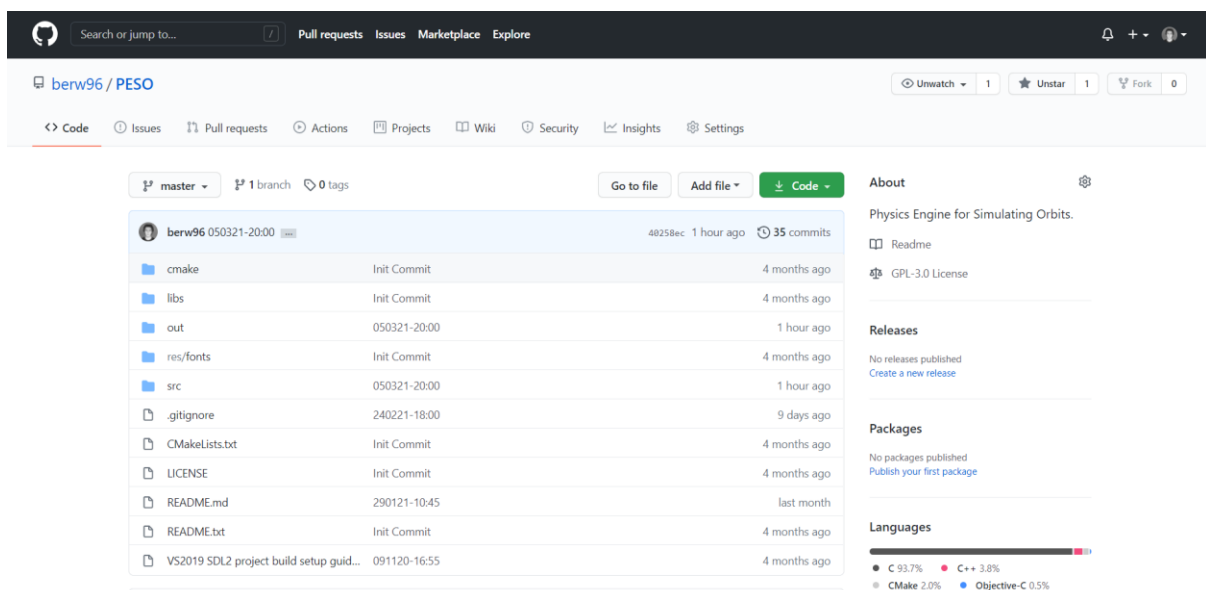 Search or jump to... / Pull requests Issues Marketplace Explore
berw96 / PESO Unwatch 1 Unstar 1 Fork 0
<> Code Issues Pull requests Actions Projects Wiki Security Insights Settings
master 1 branch 0 tags Go to file Add file Code
berw96 050321-20:00 ... 40258ec 1 hour ago 35 commits
cmake Init Commit 4 months ago
libs Init Commit 4 months ago
out 050321-20:00 1 hour ago
res/fonts Init Commit 4 months ago
src 050321-20:00 1 hour ago
.gitignore 240221-18:00 9 days ago
CMakeLists.txt Init Commit 4 months ago
LICENSE Init Commit 4 months ago
README.md 290121-10:45 last month
README.txt Init Commit 4 months ago
VS2019 SDL2 project build setup guid... 091120-16:55 4 months ago
About
Physics Engine for Simulating Orbits.
Readme
GPL-3.0 License
Releases
No releases published
Create a new release
Packages
No packages published
Publish your first package
Languages
C 93.7% C++ 3.8%
CMake 2.0% Objective-C 0.5%